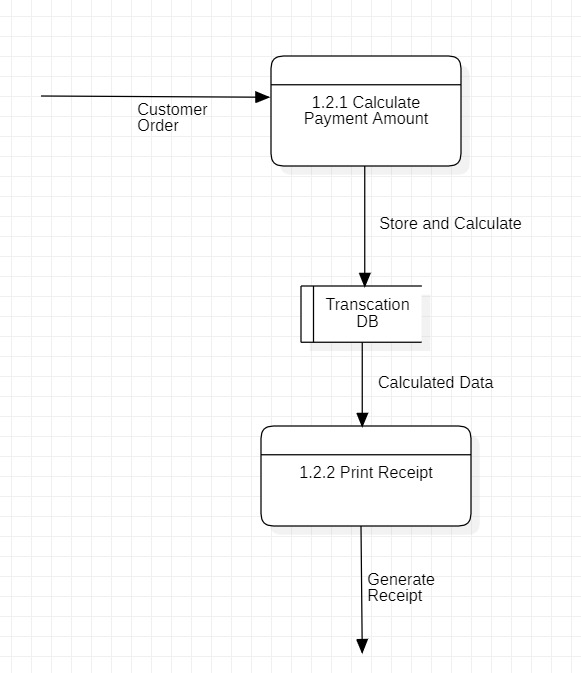 1.2.1 Calculate
Payment Amount
Customer
Order
Store and Calculate
Transcation
DB
Calculated Data
1.2.2 Print Receipt
Generate
Receipt